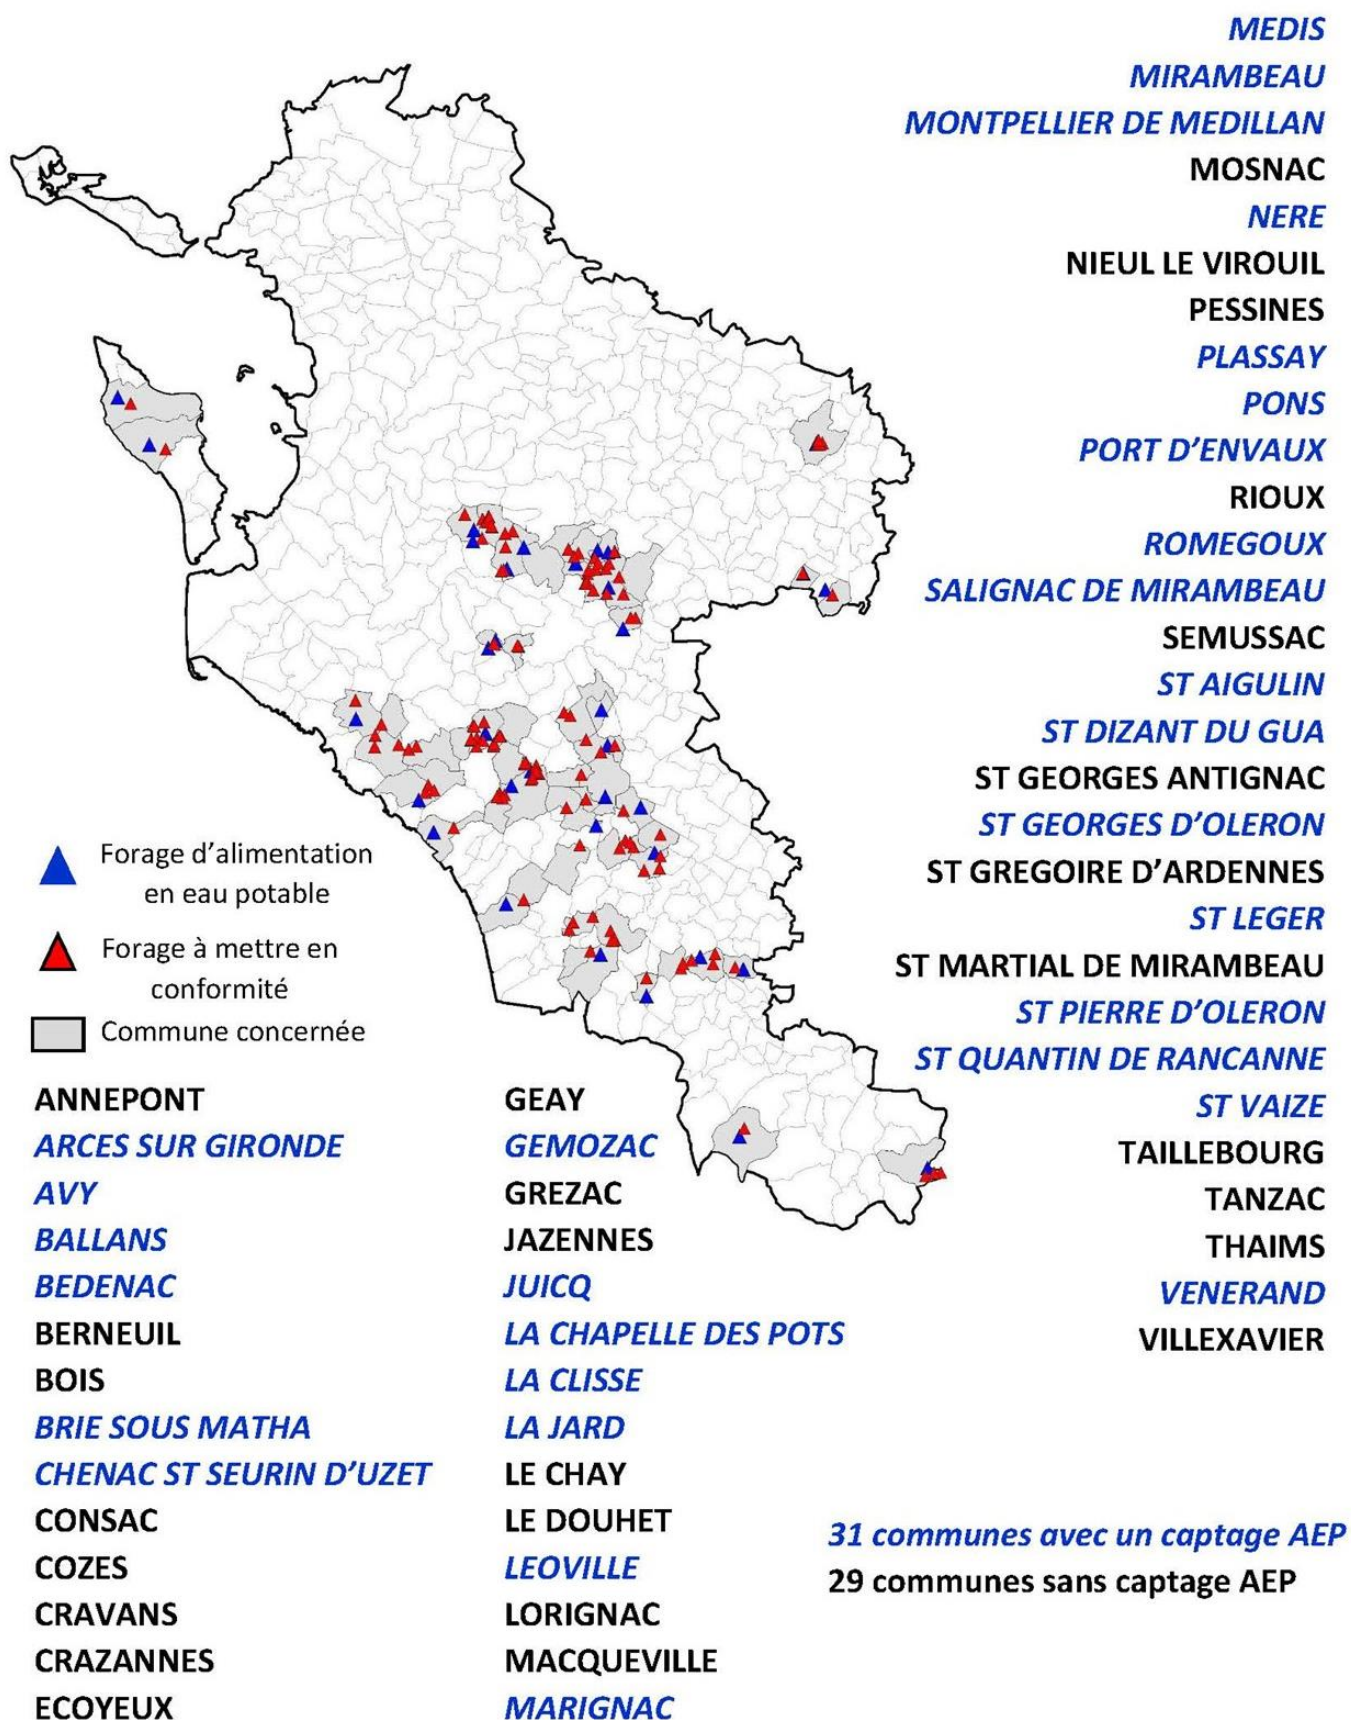 MEDIS
MIRAMBEAU
MONTPELLIER DE MEDILLAN
MOSNAC
NERE
NIEUL LE VIROUIL
PESSINES
PLASSAY
PONS
PORT D’ENVAUX
RIOUX
ROMEGOUX
SALIGNAC DE MIRAMBEAU
SEMUSSAC
ST AIGULIN
ST DIZANT DU GUA
ST GEORGES ANTIGNAC
ST GEORGES D’OLERON
ST GREGOIRE D’ARDENNES
ST LEGER
ST MARTIAL DE MIRAMBEAU
ST PIERRE D’OLERON
ST QUANTIN DE RANCANNE
ST VAIZE
TAILLEBOURG
TANZAC
THAIMS
VENERAND
VILLEXAVIER
Forage d’alimentation
en eau potable
Forage à mettre en
conformité
Commune concernée
ANNEPONT
ARCES SUR GIRONDE
AVY
BALLANS
BEDENAC
BERNEUIL
BOIS
BRIE SOUS MATHA
CHENAC ST SEURIN D’UZET
CONSAC
COZES
CRAVANS
CRAZANNES
ECOYEUX
GEAY
GEMOZAC
GREZAC
JAZENNES
JUICQ
LA CHAPELLE DES POTS
LA CLISSE
LA JARD
LE CHAY
LE DOUHET
LEOVILLE
LORIGNAC
MACQUEVILLE
MARIGNAC
31 communes avec un captage AEP
29 communes sans captage AEP